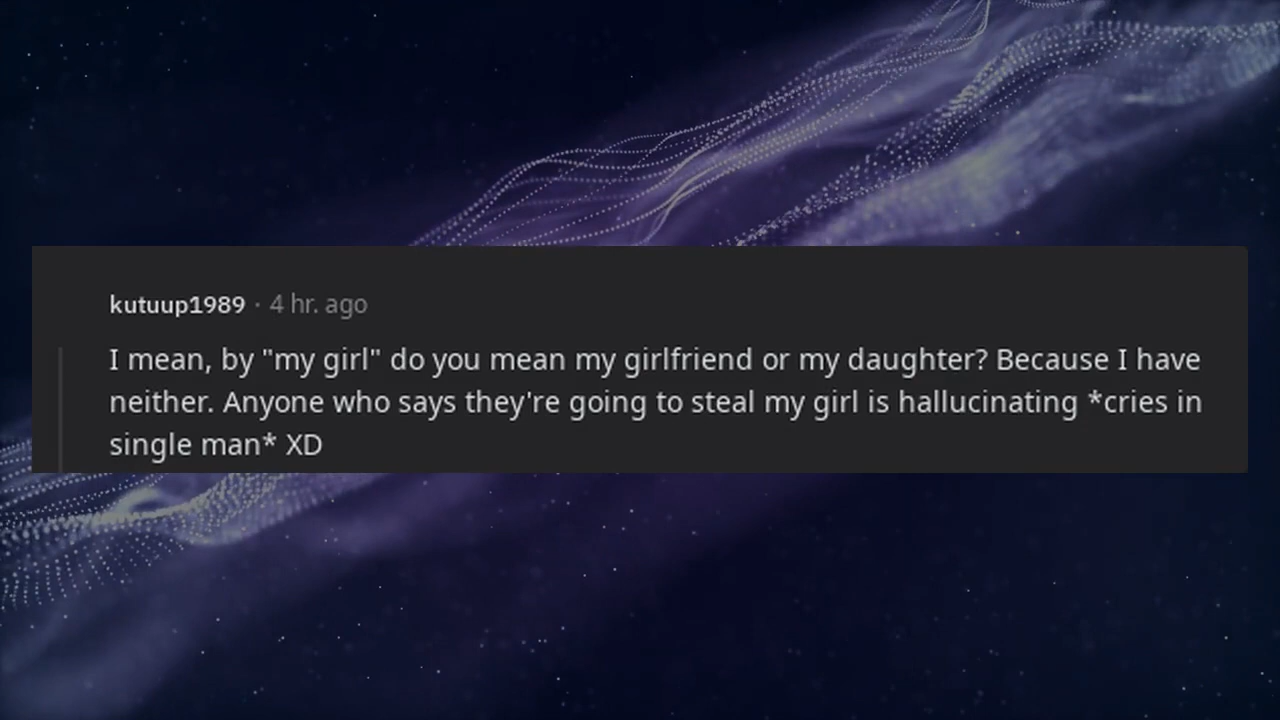 kutuup1989 · 4 hr. ago
I mean, by "my girl" do you mean my girlfriend or my daughter? Because I have
neither. Anyone who says they're going to steal my girl is hallucinating *cries in
single man* XD